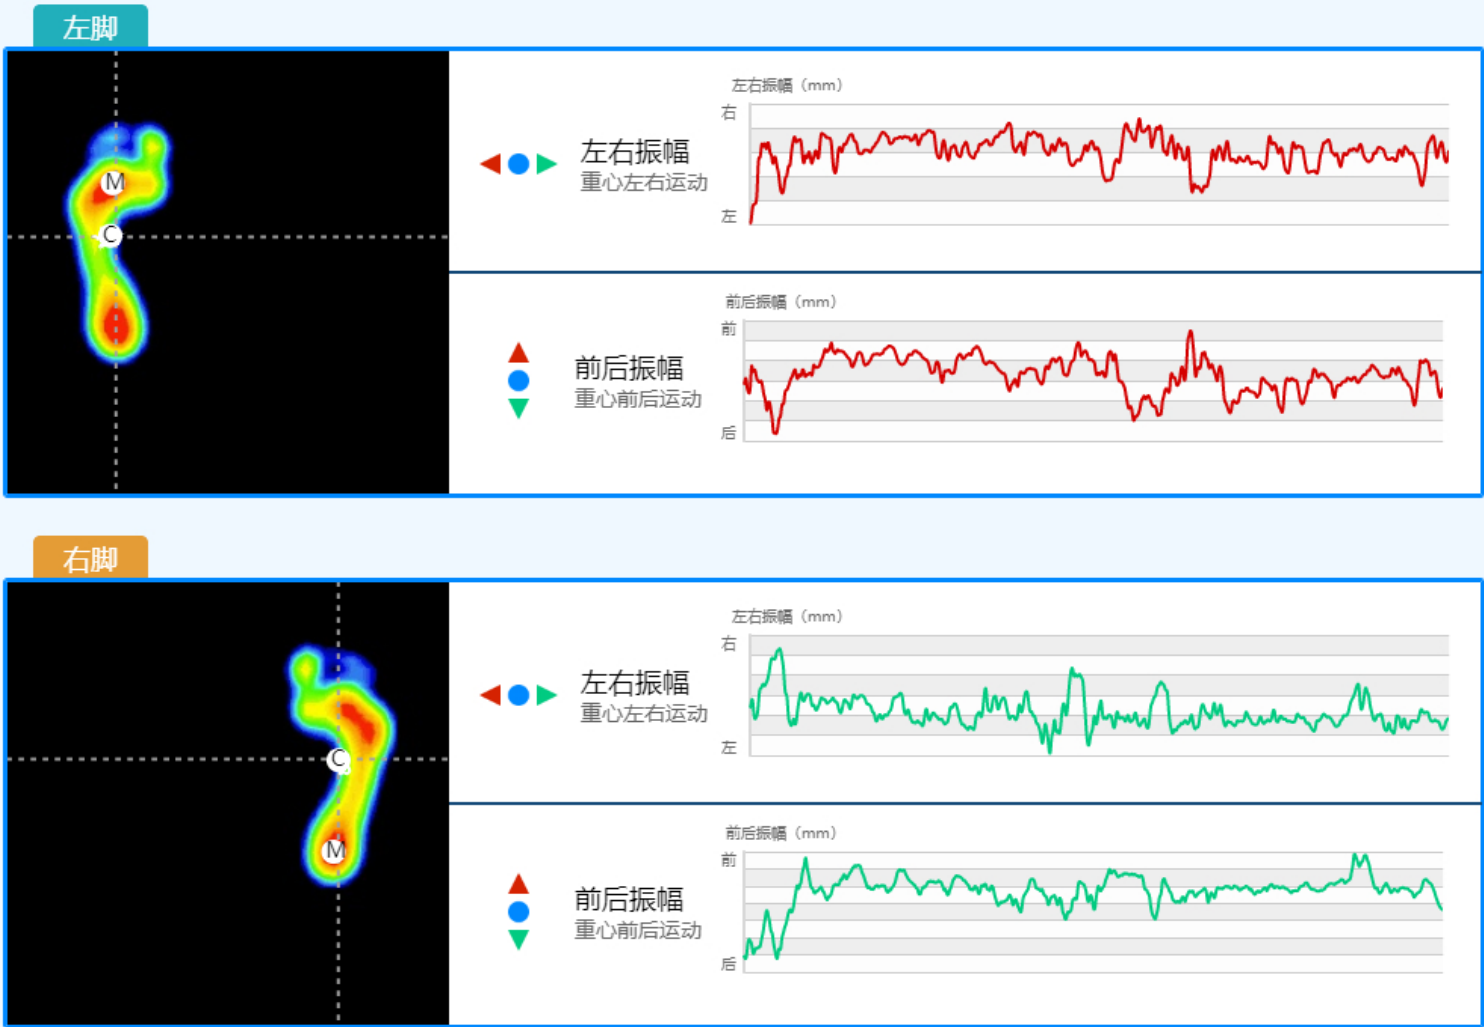 左脚
M
C
左右振幅
重心左右运动
左右振幅（mm）
右
左
前后振幅
重心前后运动
前后振幅（mm）
前
后
右脚
C
M
左右振幅
重心左右运动
左右振幅（mm）
右
左
前后振幅
重心前后运动
前后振幅（mm）
前
后